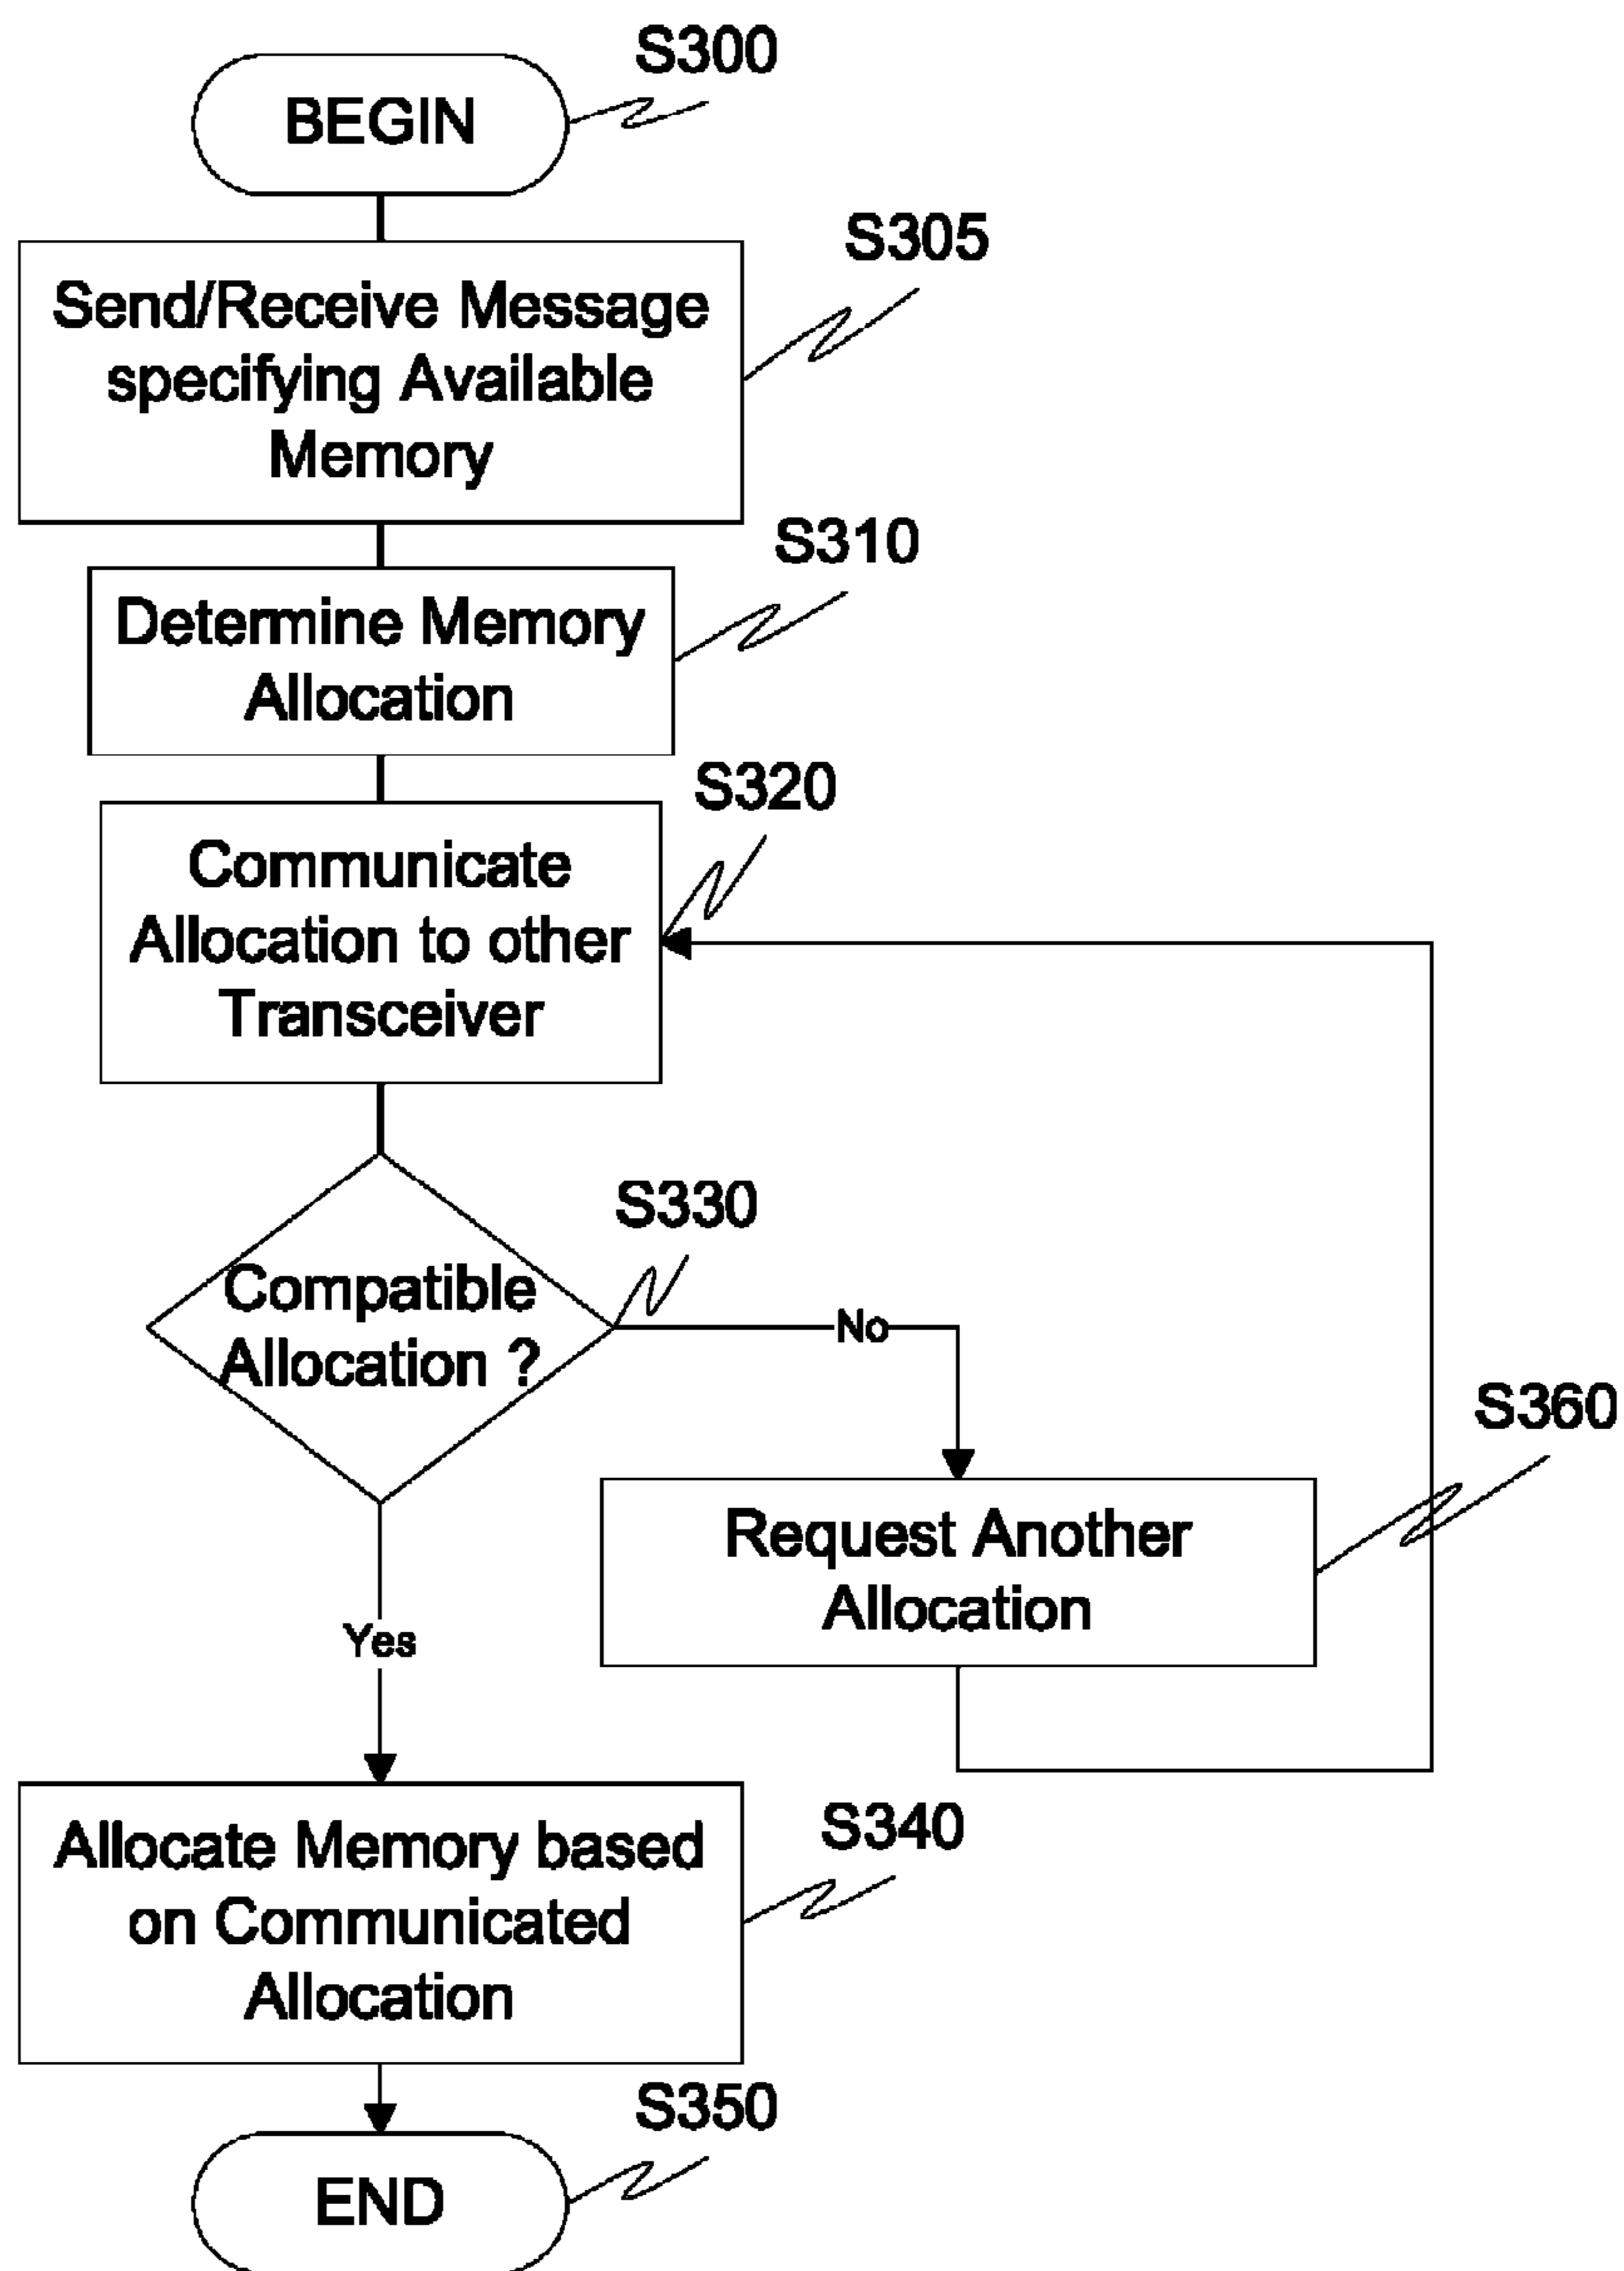 S300
BEGIN
S305
Send/Receive Message
specifying Available
Memory
S310
Determine Memory
Allocation
S320
Communicate
Allocation to other
Transceiver
S330
Compatible
Allocation ?
No
S360
Request Another
Allocation
Yes
S340
Allocate Memory based
on Communicated
Allocation
S350
END